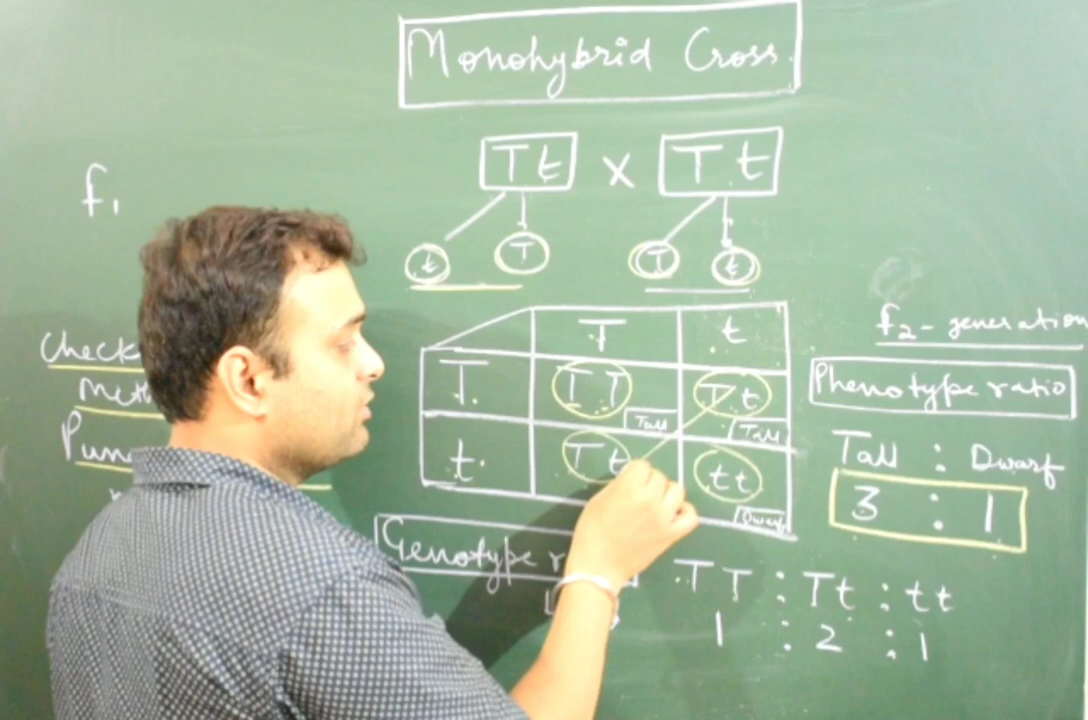 Monohybrid Cross
Tt x Tt
f1
t T T t
T t
f2 - generation
Check
T TT Tt
Phenotype ratio
Tall Tall
Tall : Dwarf
t Tt tt
3 : 1
Dwarf
Genotype
TT : Tt : tt
1 : 2 : 1